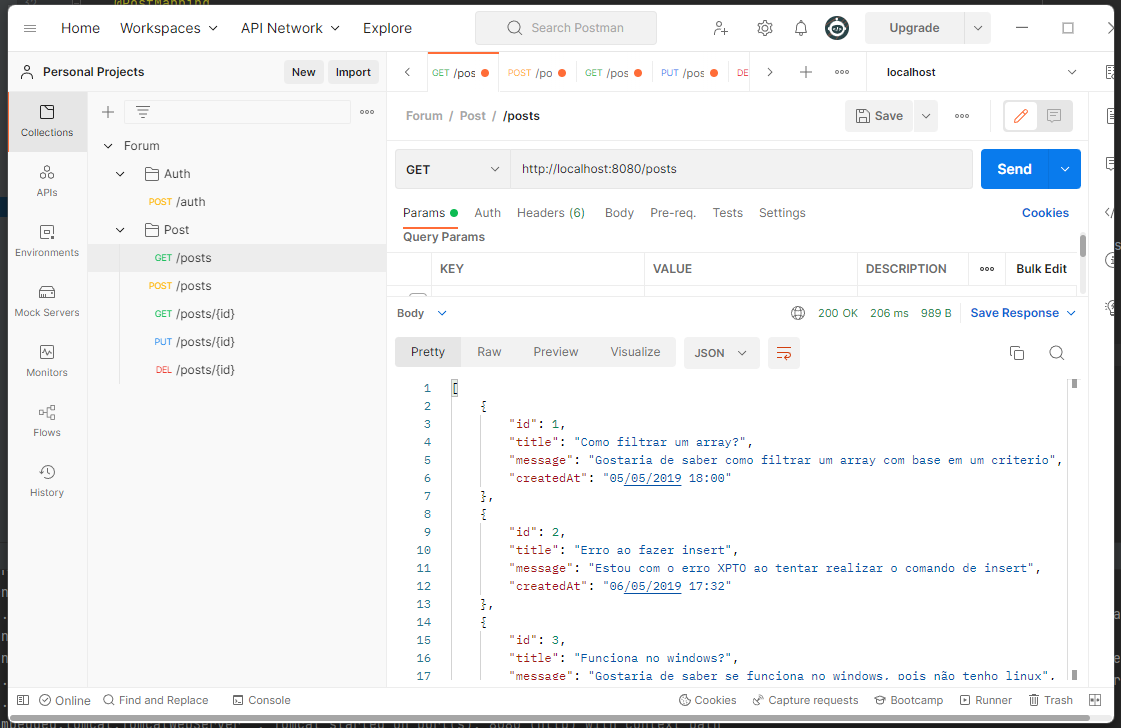 @PostMapping
Home Workspaces API Network Explore Search Postman Upgrade
Personal Projects New Import
GET /pos POST /po GET /pos PUT /pos DE
localhost
Collections
APIs
Environments
Mock Servers
Monitors
Flows
History
Forum
Auth
POST /auth
Post
GET /posts
POST /posts
GET /posts/{id}
PUT /posts/{id}
DEL /posts/{id}
Forum / Post / /posts
Save
GET http://localhost:8080/posts Send
Params Auth Headers (6) Body Pre-req. Tests Settings Cookies
Query Params
KEY VALUE DESCRIPTION Bulk Edit
Body 200 OK 206 ms 989 B Save Response
Pretty Raw Preview Visualize JSON
1 [
2 {
3 "id": 1,
4 "title": "Como filtrar um array?",
5 "message": "Gostaria de saber como filtrar um array com base em um criterio",
6 "createdAt": "05/05/2019 18:00"
7 },
8 {
9 "id": 2,
10 "title": "Erro ao fazer insert",
11 "message": "Estou com o erro XPTO ao tentar realizar o comando de insert",
12 "createdAt": "06/05/2019 17:32"
13 },
14 {
15 "id": 3,
16 "title": "Funciona no windows?",
17 "message": "Gostaria de saber se funciona no windows, pois não tenho linux",
Online Find and Replace Console Cookies Capture requests Bootcamp Runner Trash